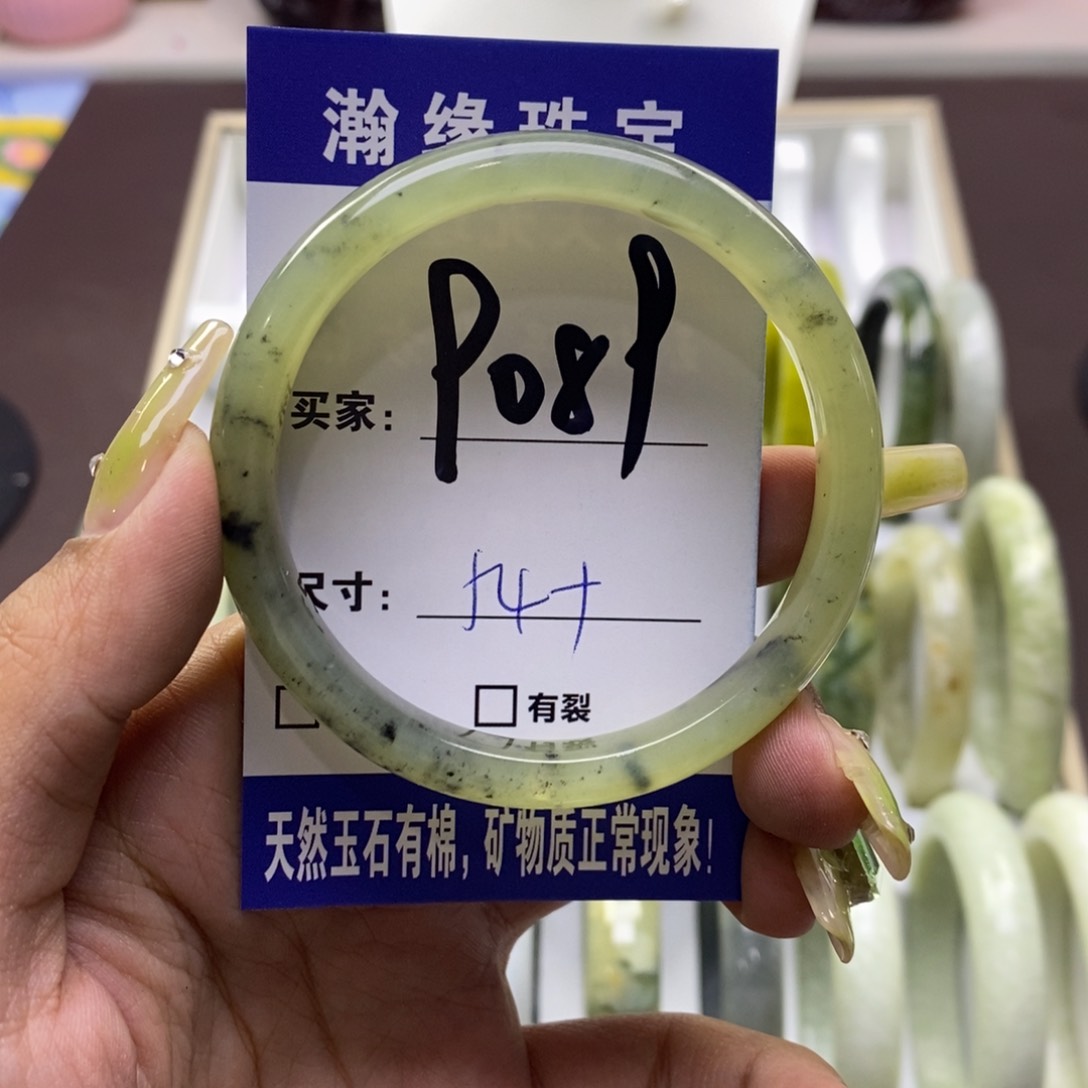 瀚缘珠宝
买家: P089
尺寸: 54+
有裂
天然玉石有棉,矿物质正常现象!